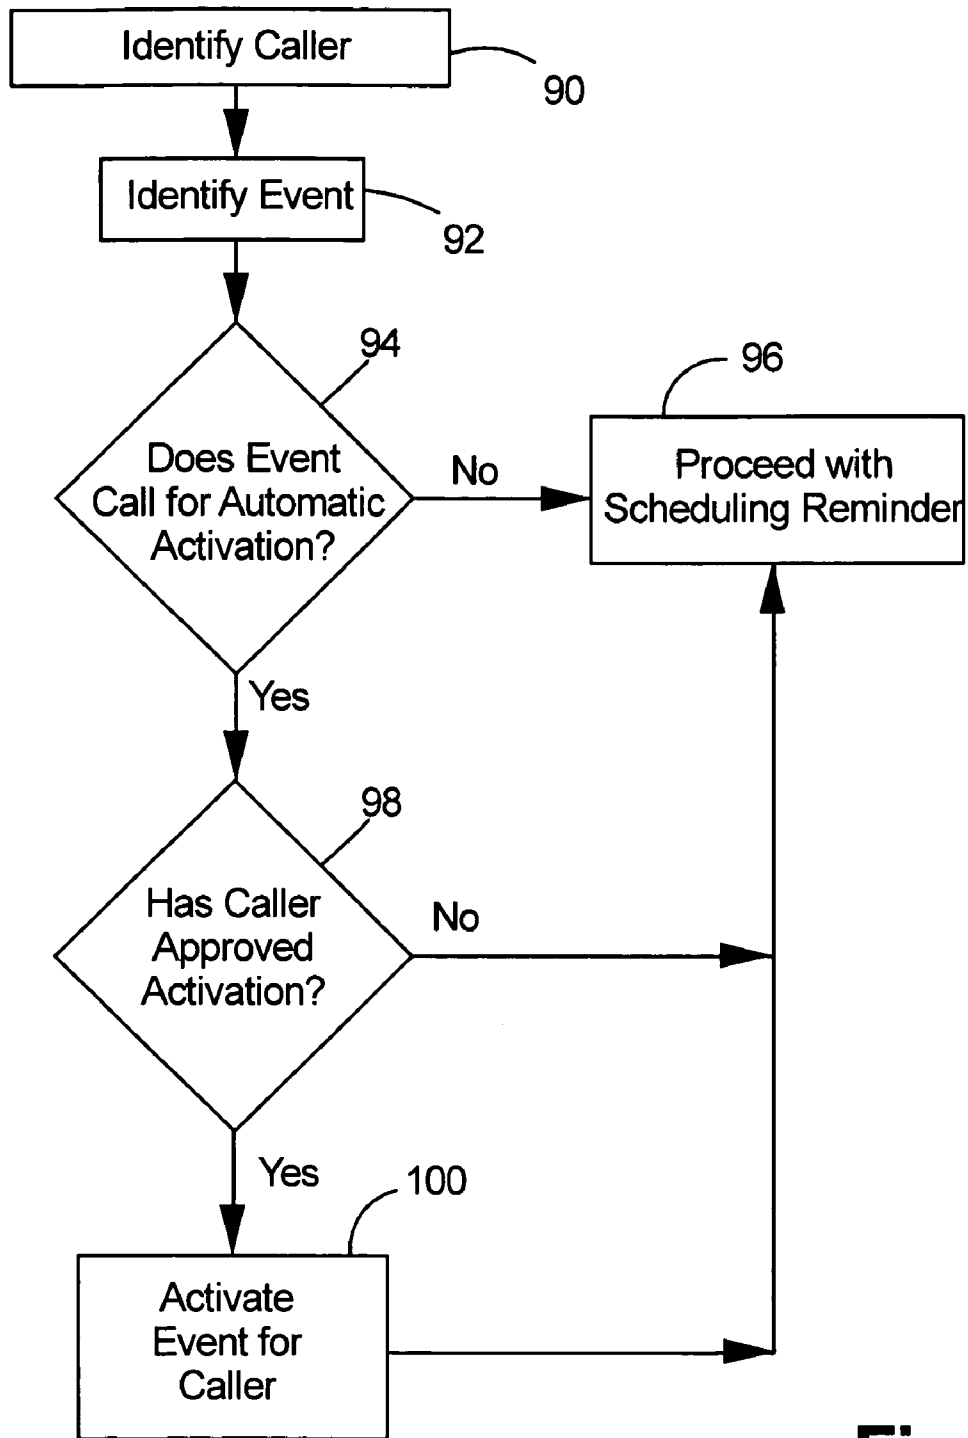 Identify Caller
90
Identify Event
92
94
96
Does Event
Call for Automatic
Activation?
No
Proceed with
Scheduling Reminder
Yes
98
Has Caller
Approved
Activation?
No
Yes
100
Activate
Event for
Caller